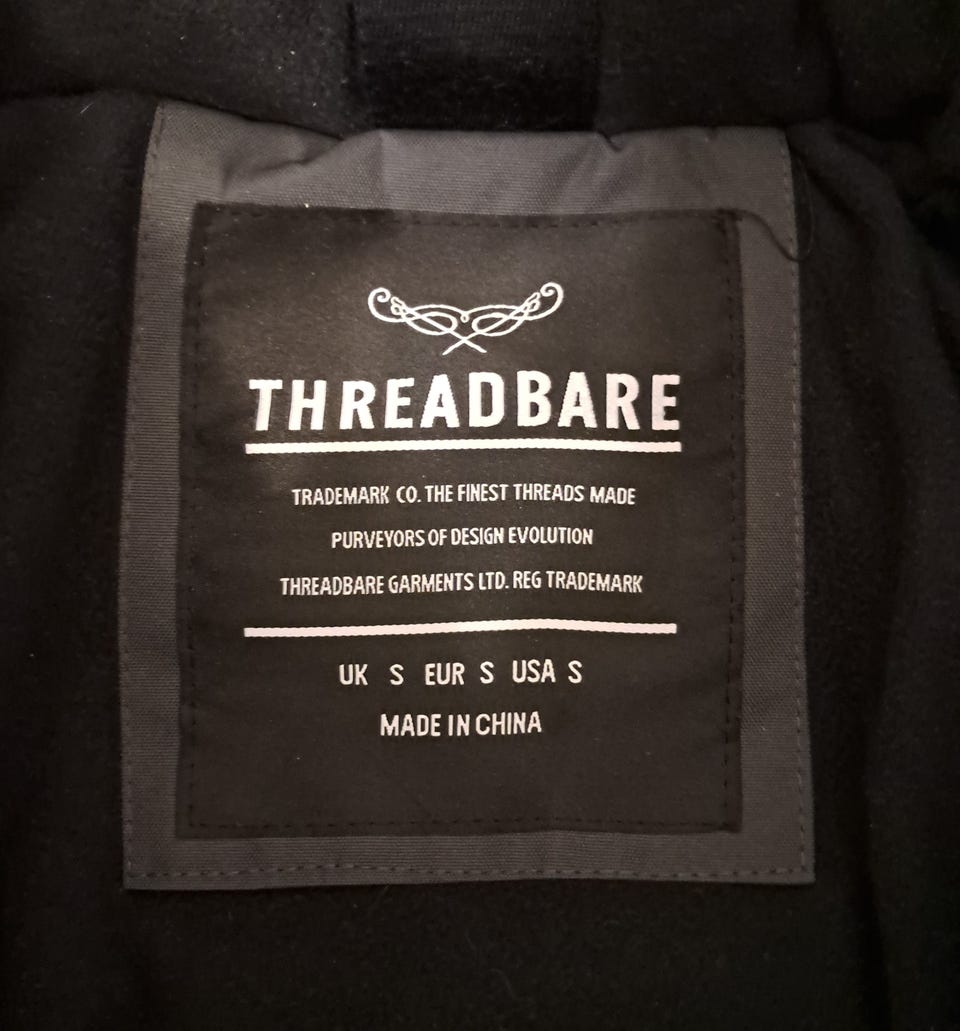 THREADBARE
TRADEMARK CO. THE FINEST THREADS MADE
PURVEYORS OF DESIGN EVOLUTION
THREADBARE GARMENTS LTD. REG TRADEMARK
UK S EUR S USA S
MADE IN CHINA